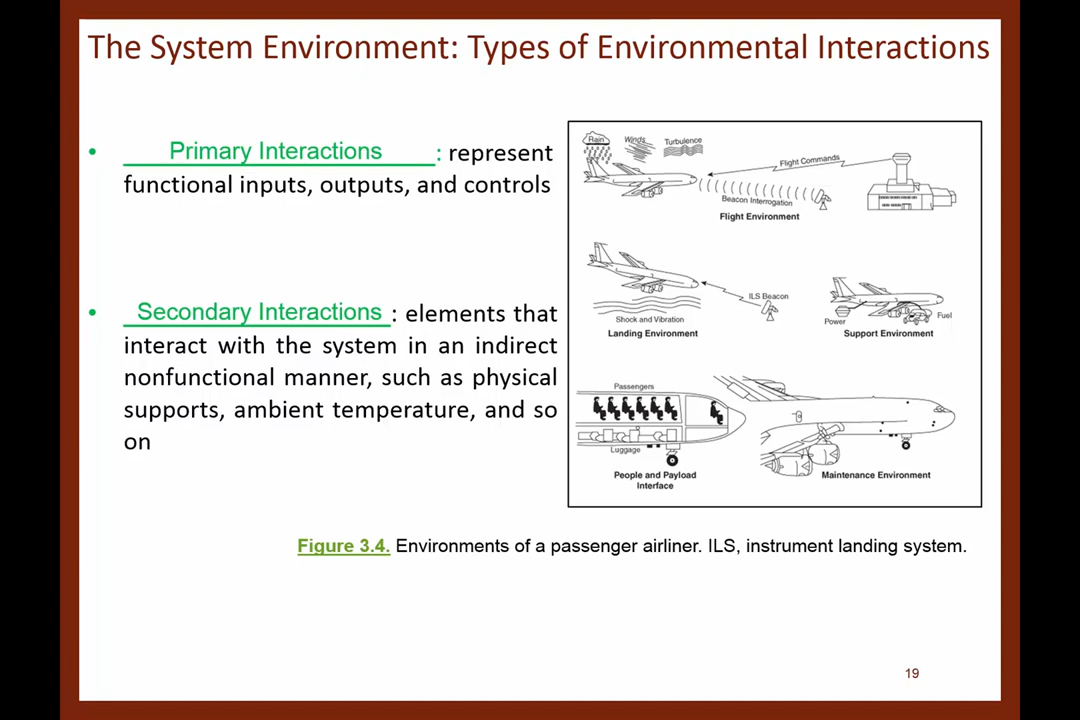 The System Environment: Types of Environmental Interactions
• Primary Interactions : represent
functional inputs, outputs, and controls
• Secondary Interactions : elements that
interact with the system in an indirect
nonfunctional manner, such as physical
supports, ambient temperature, and so
on
Rain
Winds
Turbulence
Flight Commands
Beacon Interrogation
Flight Environment
ILS Beacon
Shock and Vibration
Landing Environment
Power
Fuel
Support Environment
Passengers
Luggage
People and Payload
Interface
Maintenance Environment
Figure 3.4. Environments of a passenger airliner. ILS, instrument landing system.
19